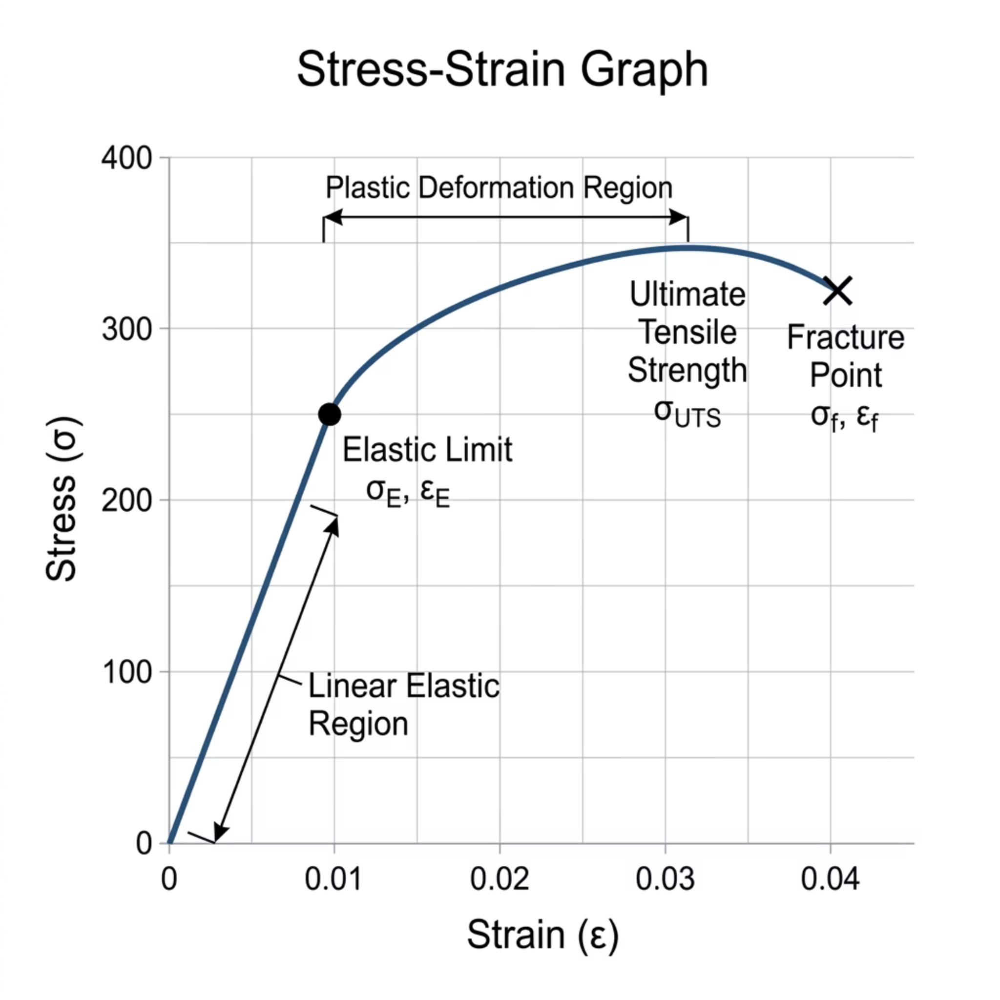 Stress-Strain Graph
400
Plastic Deformation Region
Ultimate
Tensile
Strength
σUTS
300
Fracture
Point
σf, εf
Elastic Limit
σE, εE
Stress (σ)
200
100
Linear Elastic
Region
0
0 0.01 0.02 0.03 0.04
Strain (ε)